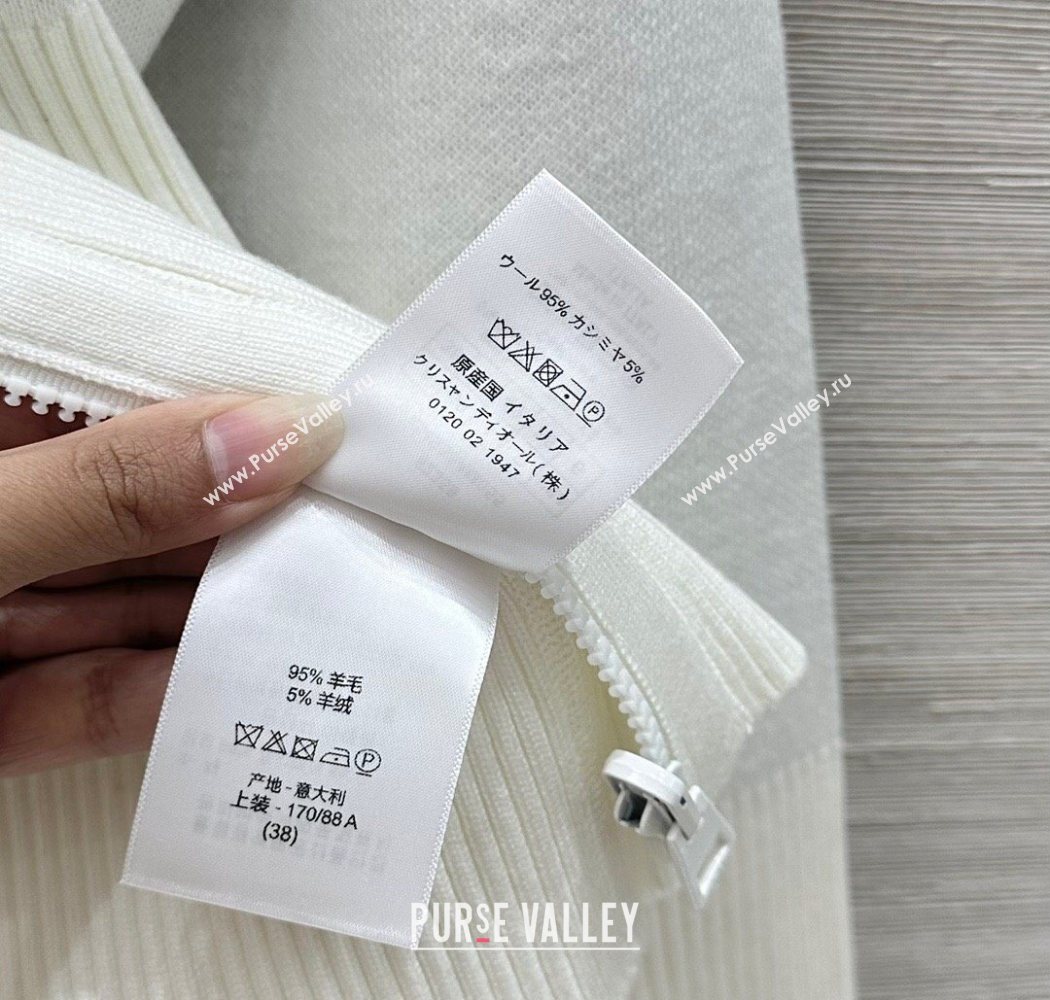 ウール95% カシミヤ5%
原産国 イタリア
クリスャンディオール(株)
0120 02 1947
www.PurseValley.ru
www.PurseValley.ru
95% 羊毛
5% 羊绒
P
P
产地 - 意大利
上装 - 170/88 A
(38)
PURSE VALLEY